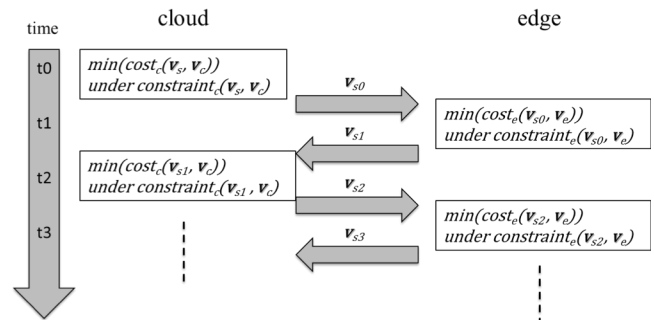 cloud
edge
time
t0
min(cost_c(v_s, v_c))
under constraint_c(v_s, v_c)
v_s0
t1
min(cost_e(v_s0, v_e))
under constraint_e(v_s0, v_e)
v_s1
t2
min(cost_c(v_s1, v_c))
under constraint_c(v_s1 , v_c)
v_s2
t3
min(cost_e(v_s2, v_e))
under constraint_e(v_s2, v_e)
v_s3